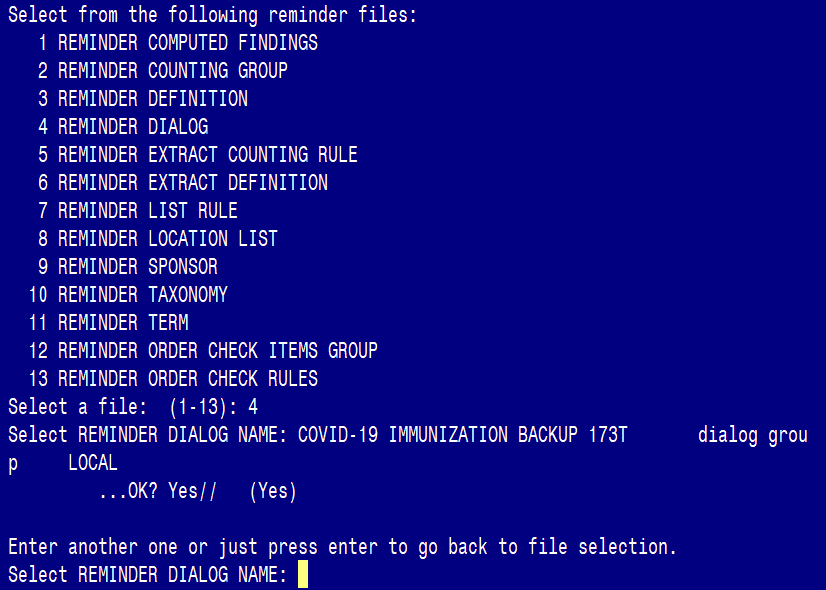 Select from the following reminder files:
1 REMINDER COMPUTED FINDINGS
2 REMINDER COUNTING GROUP
3 REMINDER DEFINITION
4 REMINDER DIALOG
5 REMINDER EXTRACT COUNTING RULE
6 REMINDER EXTRACT DEFINITION
7 REMINDER LIST RULE
8 REMINDER LOCATION LIST
9 REMINDER SPONSOR
10 REMINDER TAXONOMY
11 REMINDER TERM
12 REMINDER ORDER CHECK ITEMS GROUP
13 REMINDER ORDER CHECK RULES
Select a file:  (1-13): 4
Select REMINDER DIALOG NAME: COVID-19 IMMUNIZATION BACKUP 173T       dialog grou
p     LOCAL
...OK? Yes//   (Yes)
Enter another one or just press enter to go back to file selection.
Select REMINDER DIALOG NAME: